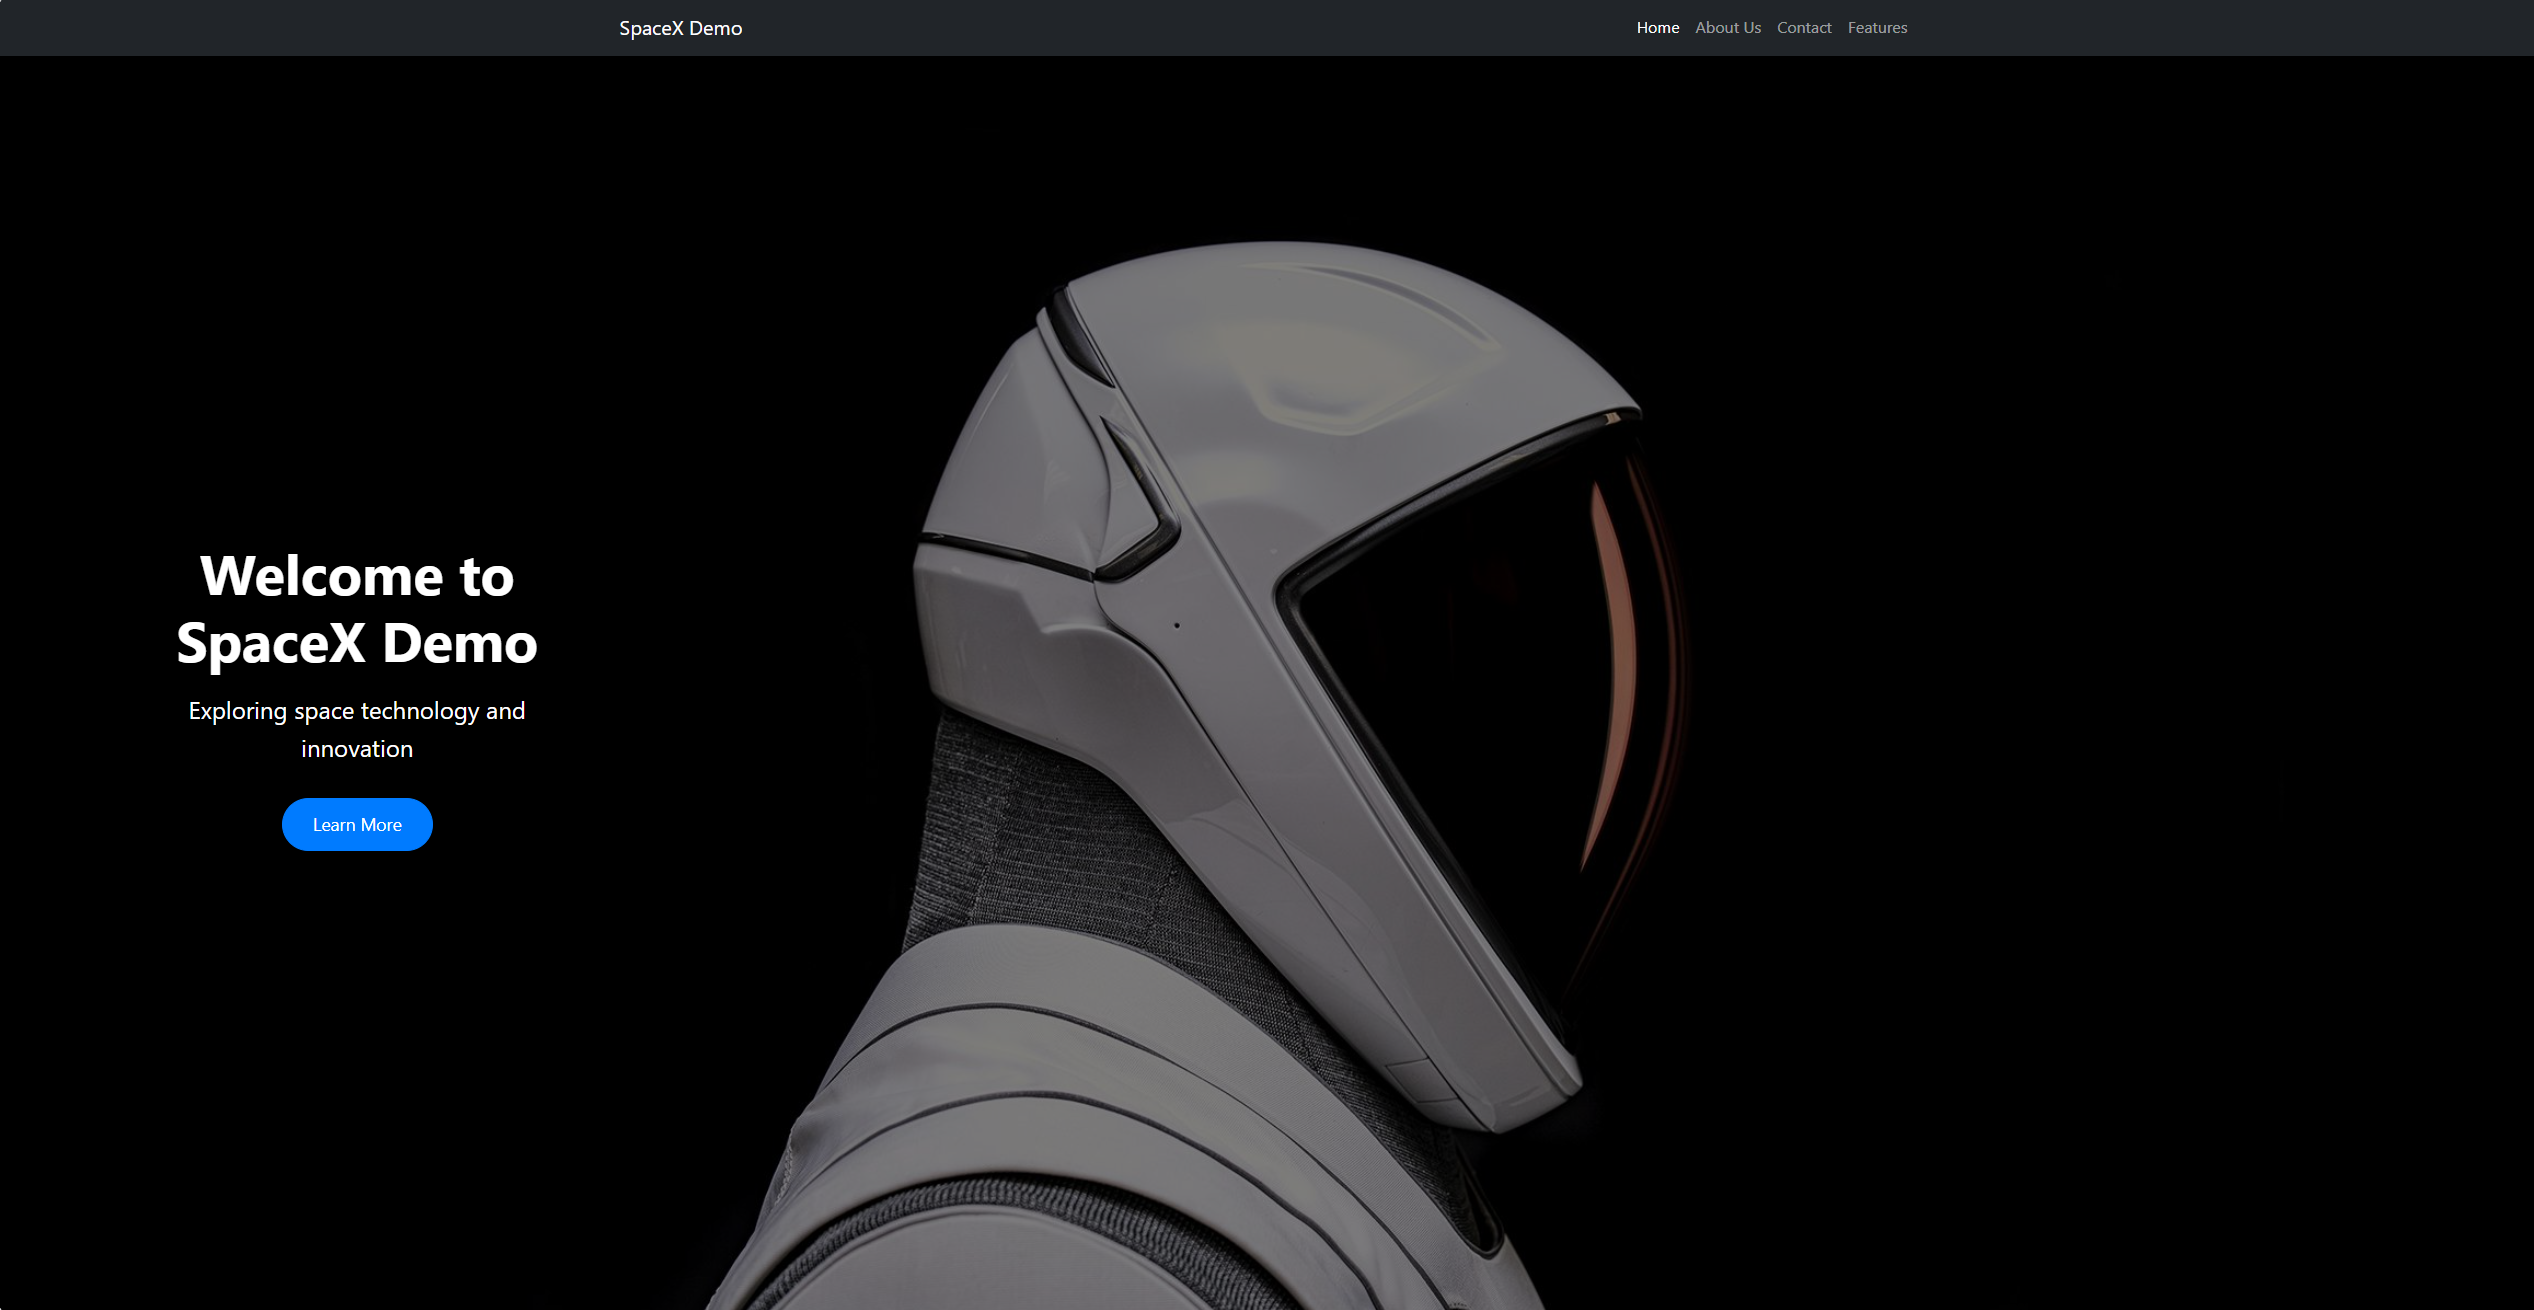 SpaceX Demo
Home About Us Contact Features
Welcome to
SpaceX Demo
Exploring space technology and
innovation
Learn More